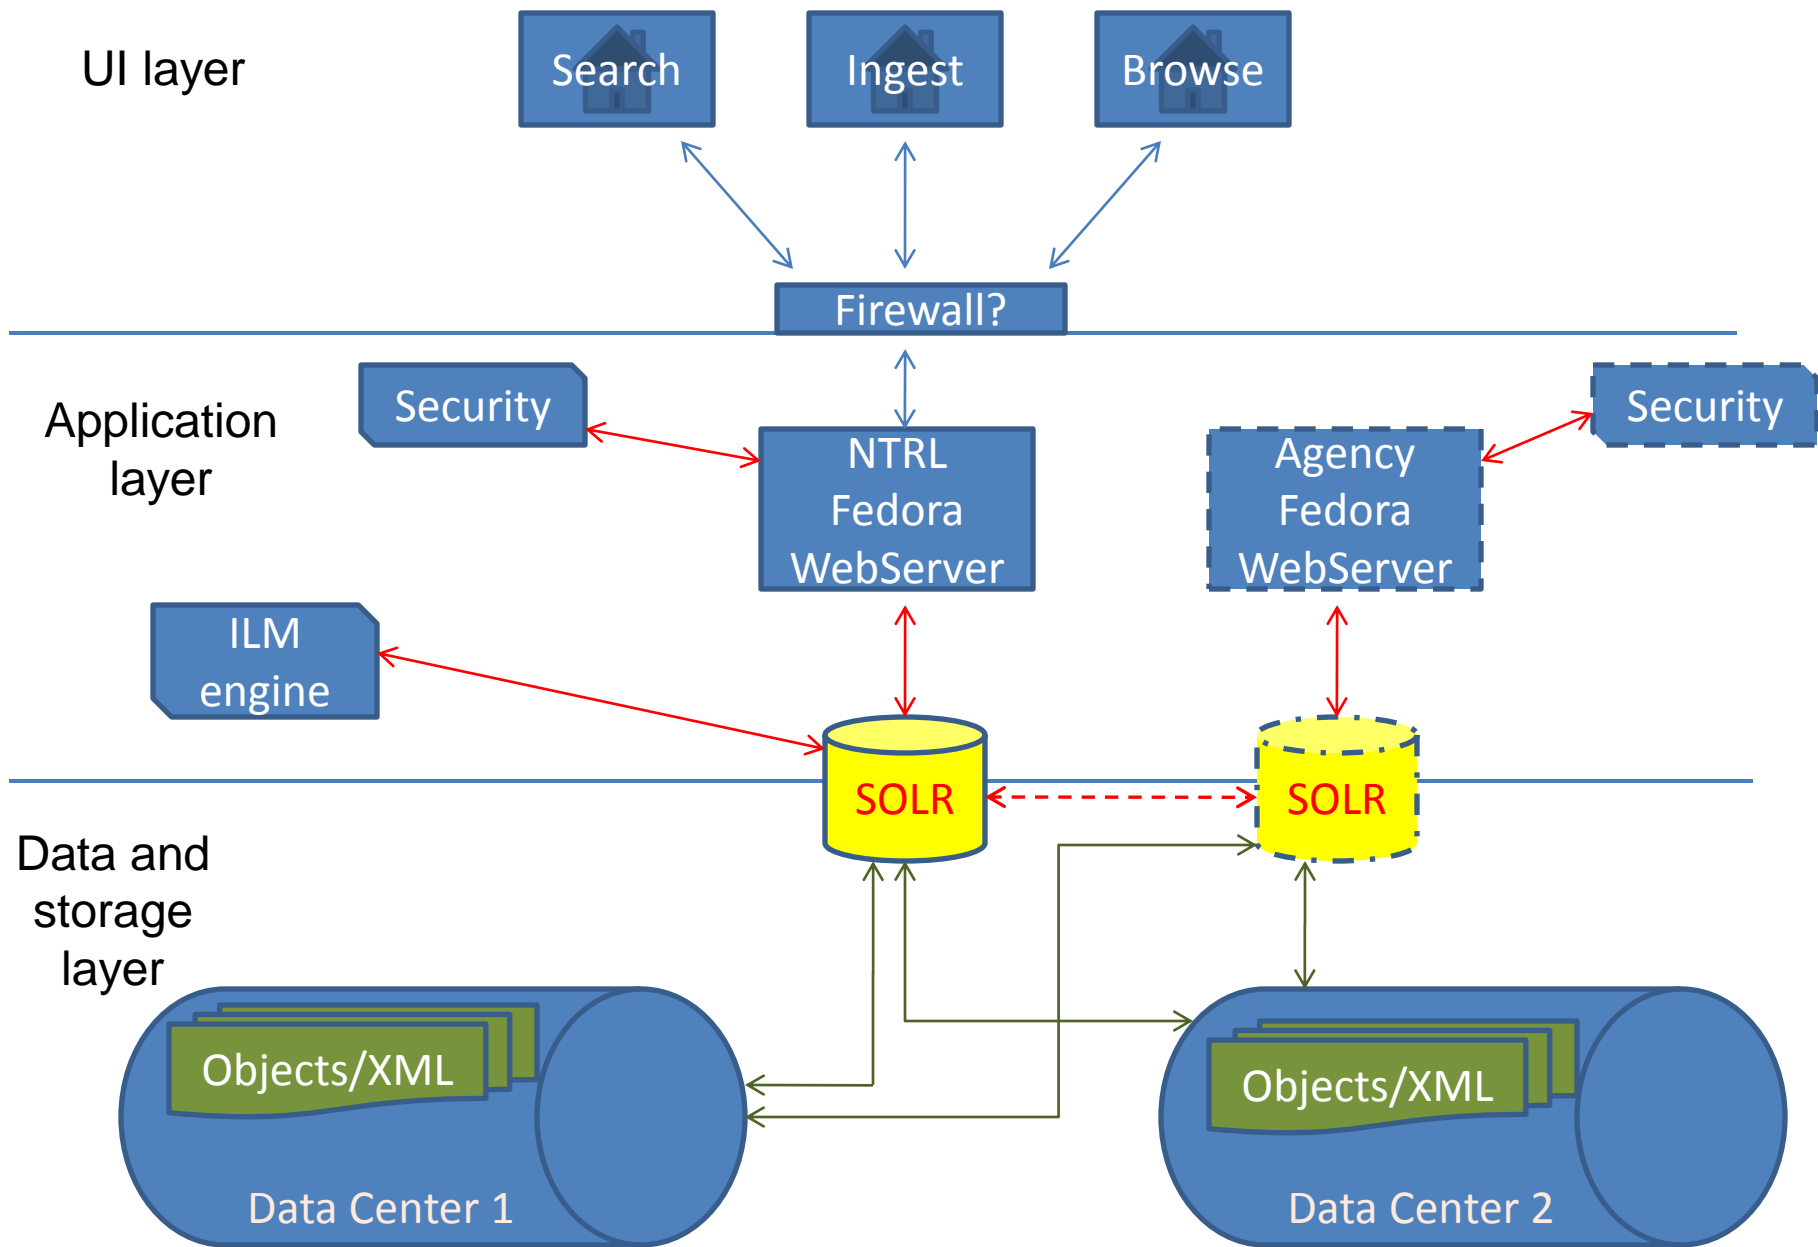 UI layer
Search
Ingest
Browse
Firewall?
Application
layer
Security
NTRL
Fedora
WebServer
Agency
Fedora
WebServer
Security
ILM
engine
SOLR
SOLR
Data and
storage
layer
Objects/XML
Data Center 1
Objects/XML
Data Center 2